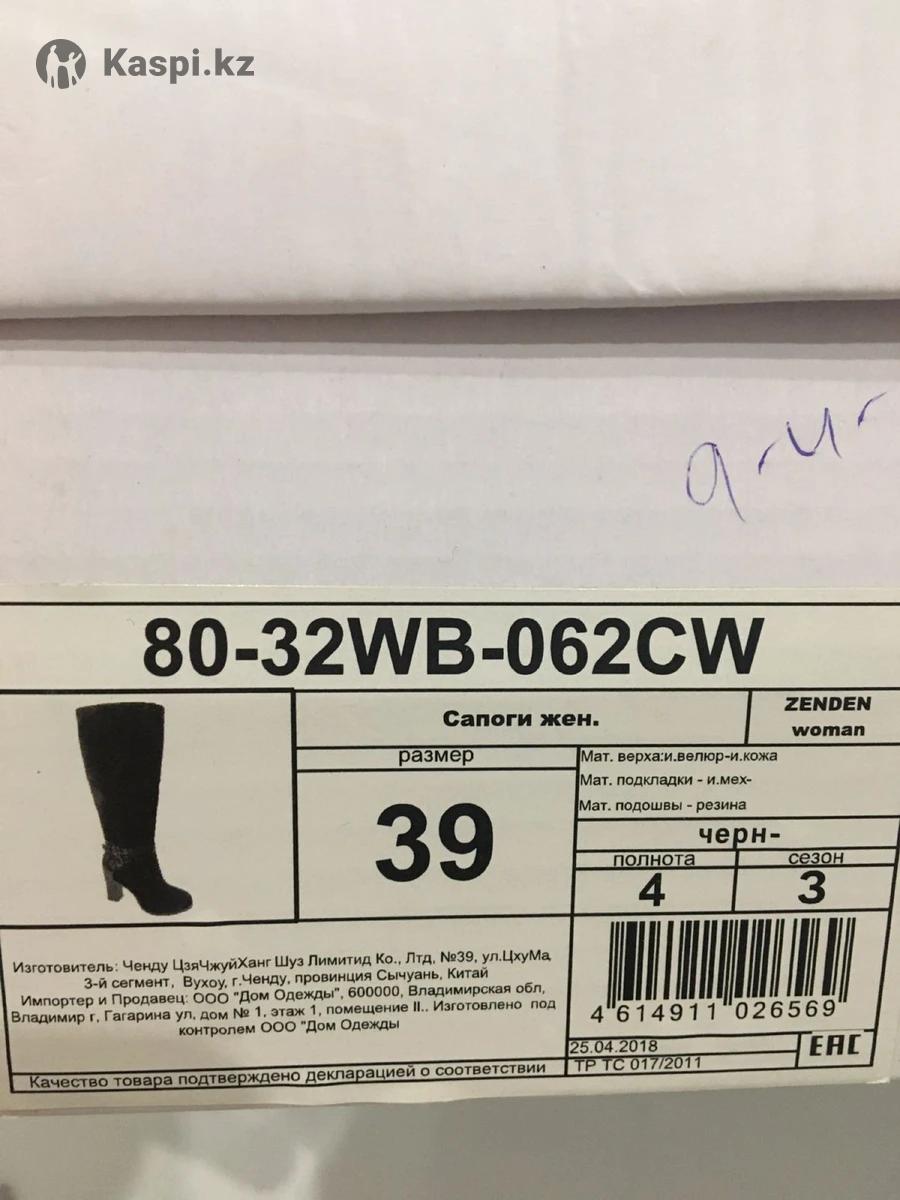 Kaspi.kz
80-32WB-062CW
Сапоги жен.
ZENDEN
woman
размер
39
Мат. верха:и.велюр-и.кожа
Мат. подкладки - и.мех-
Мат. подошвы - резина
черн-
полнота
сезон
4
3
Изготовитель: Ченду ЦзяЧжуйХанг Шуз Лимитид Ко., Лтд, №39, ул.ЦхуМа,
3-й сегмент, Вухоу, г.Ченду, провинция Сычуань, Китай
Импортер и Продавец: ООО "Дом Одежды", 600000, Владимирская обл,
Владимир г, Гагарина ул, дом № 1, этаж 1, помещение II.. Изготовлено под
контролем ООО "Дом Одежды
4 614911 026569
25.04.2018
ТР ТС 017/2011
EAC
Качество товара подтверждено декларацией о соответствии